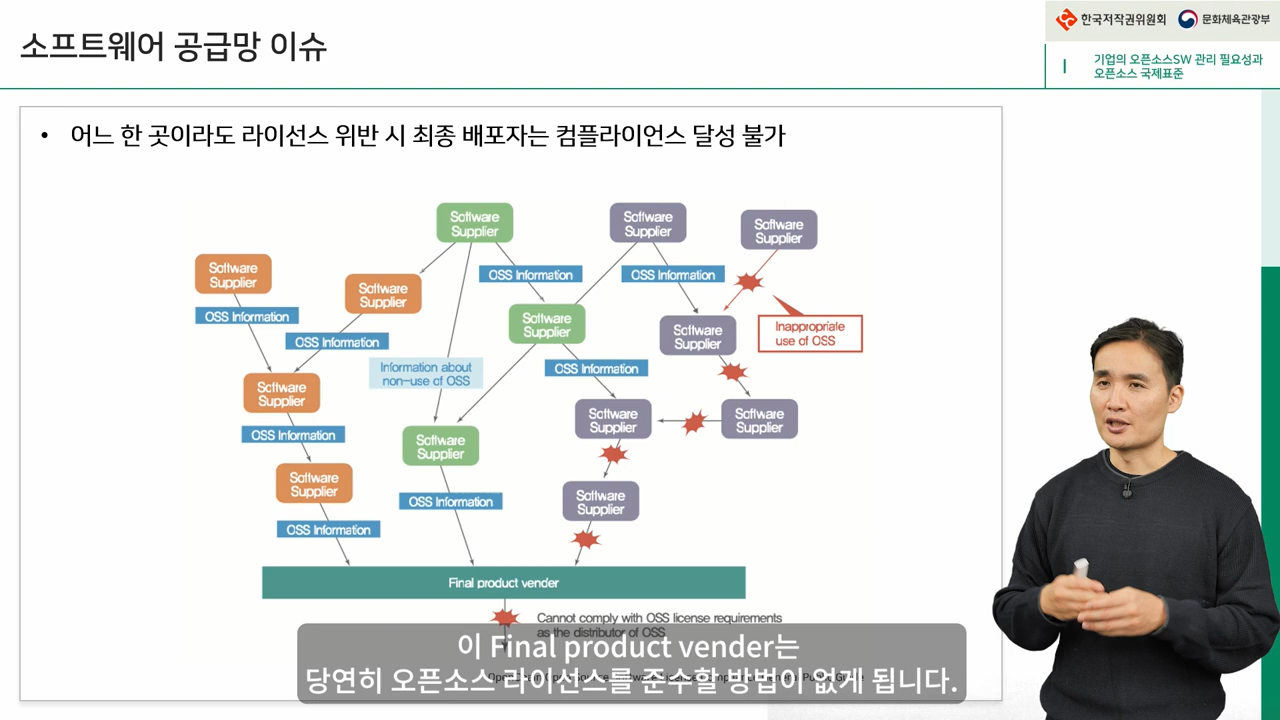 소프트웨어 공급망 이슈
한국저작권위원회
문화체육관광부
I
기업의 오픈소스SW 관리 필요성과
오픈소스 국제표준
• 어느 한 곳이라도 라이선스 위반 시 최종 배포자는 컴플라이언스 달성 불가
Software
Supplier
Software
Supplier
Software
Supplier
Software
Supplier
OSS Information
OSS Information
Software
Supplier
OSS Information
Software
Supplier
OSS Information
Software
Supplier
Inappropriate
use of OSS
Information about
non-use of OSS
OSS Information
Software
Supplier
Software
Supplier
Software
Supplier
OSS Information
Software
Supplier
Software
Supplier
Software
Supplier
OSS Information
Software
Supplier
OSS Information
Final product vender
Cannot comply with OSS license requirements
as the distributor of OSS
이 Final product vender는
당연히 오픈소스 라이선스를 준수할 방법이 없게 됩니다.